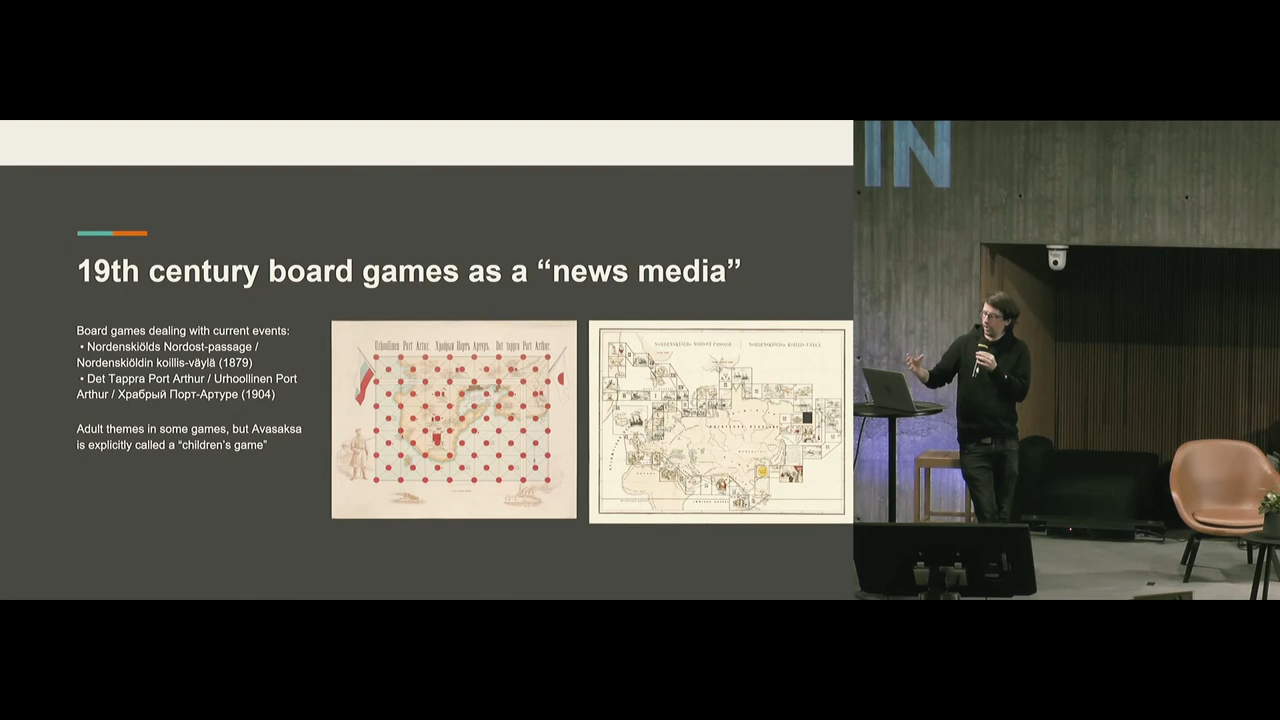 IN
19th century board games as a “news media”
Board games dealing with current events:
• Nordenskiölds Nordost-passage /
Nordenskiöldin koillis-väylä (1879)
• Det Tappra Port Arthur / Urhoollinen Port
Arthur / Храбрый Порт-Артуре (1904)
Adult themes in some games, but Avasaksa
is explicitly called a “children’s game”
Urhoollinen Port Artur. Храбрый Портъ Артуръ. Det tappra Port Arthur.
NORDENSKIÖLDS NORDOST-PASSAGE NORDENSKIÖLDIN KOILIS-VÄYLÄ